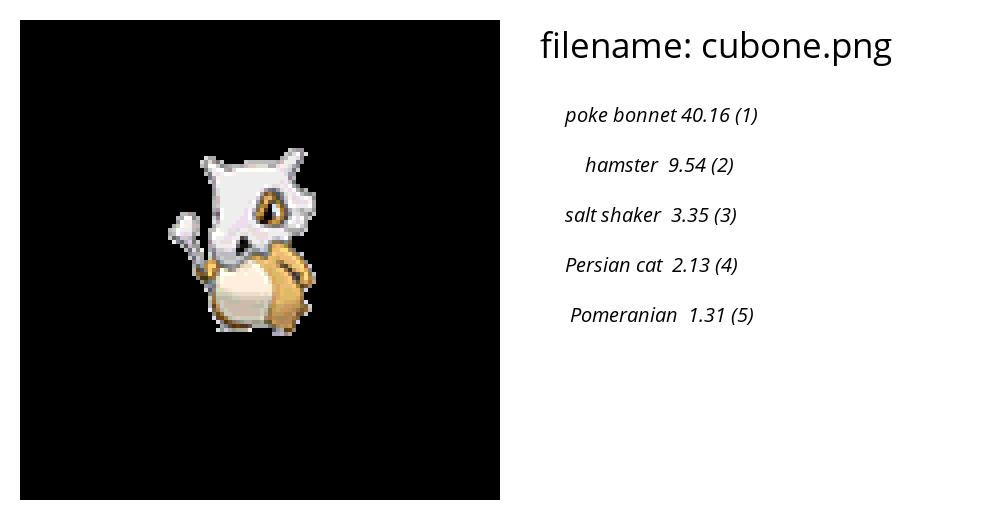 filename: cubone.png
poke bonnet 40.16 (1)
hamster 9.54 (2)
salt shaker 3.35 (3)
Persian cat 2.13 (4)
Pomeranian 1.31 (5)